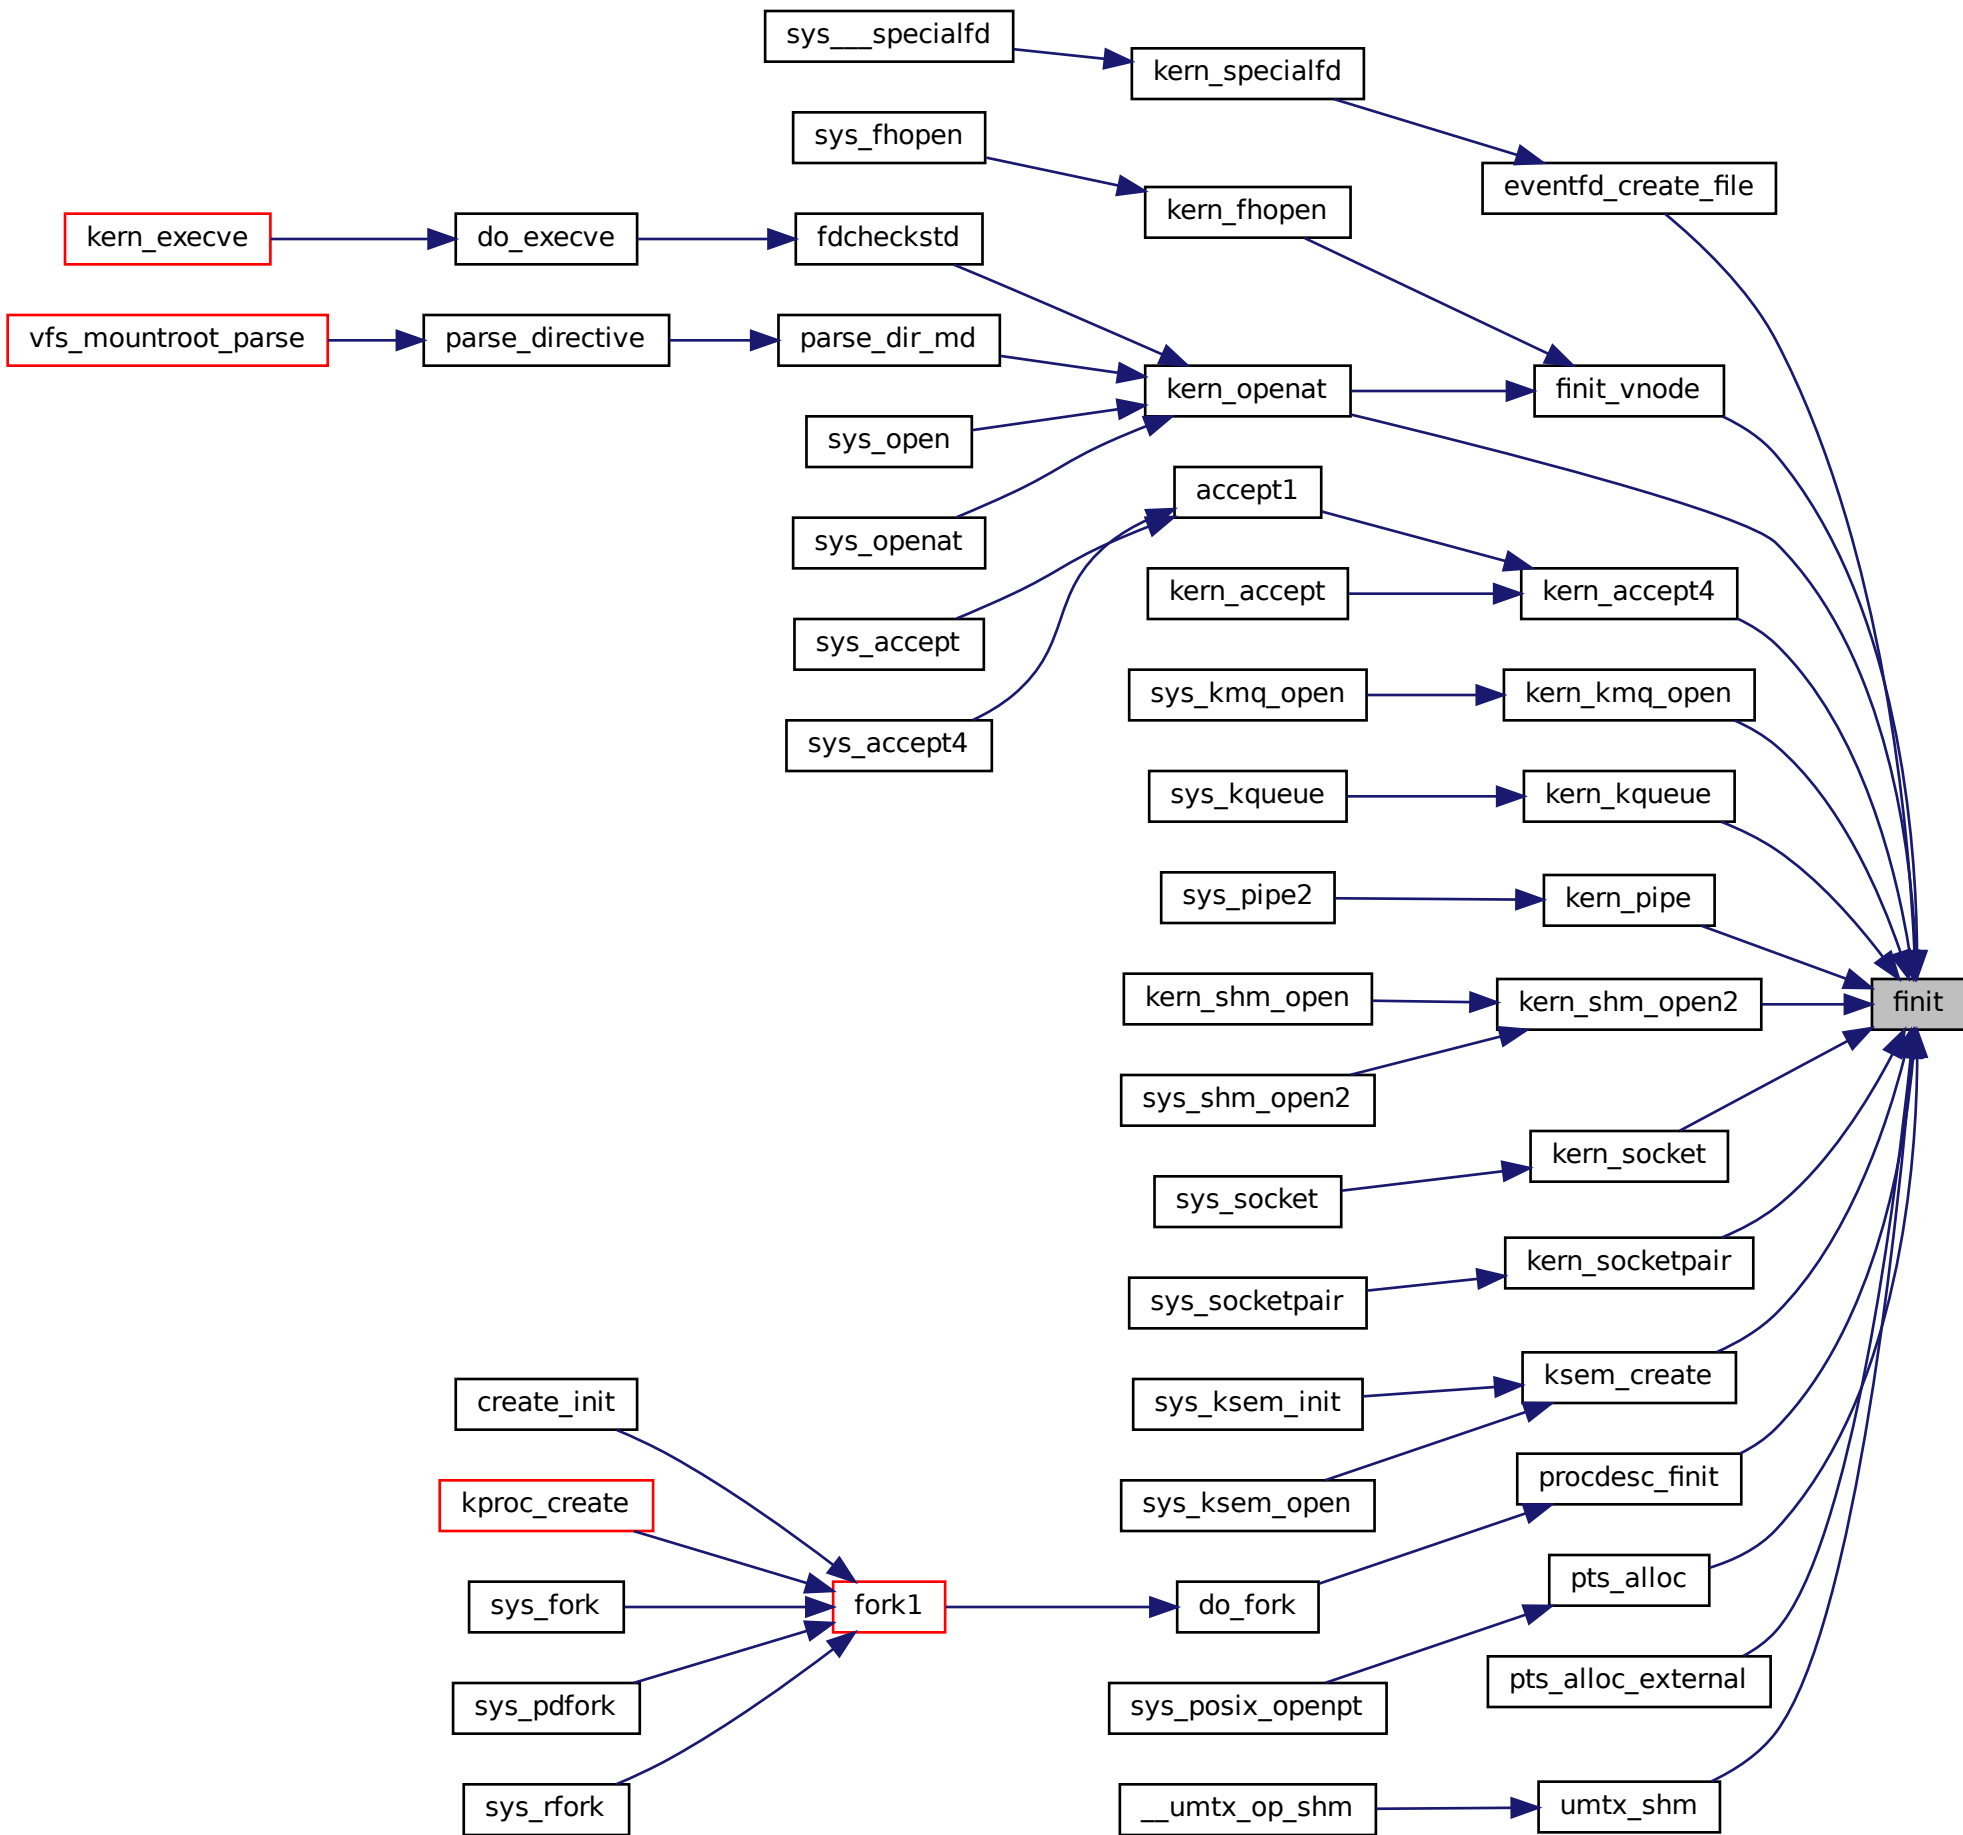 sys___specialfd
kern_specialfd
sys_fhopen
eventfd_create_file
kern_fhopen
kern_execve
do_execve
fdcheckstd
vfs_mountroot_parse
parse_directive
parse_dir_md
kern_openat
finit_vnode
sys_open
accept1
sys_openat
kern_accept
kern_accept4
sys_accept
sys_kmq_open
kern_kmq_open
sys_accept4
sys_kqueue
kern_kqueue
sys_pipe2
kern_pipe
kern_shm_open
kern_shm_open2
finit
sys_shm_open2
kern_socket
sys_socket
kern_socketpair
sys_socketpair
ksem_create
create_init
sys_ksem_init
procdesc_finit
kproc_create
sys_ksem_open
pts_alloc
sys_fork
fork1
do_fork
pts_alloc_external
sys_pdfork
sys_posix_openpt
umtx_shm
sys_rfork
__umtx_op_shm